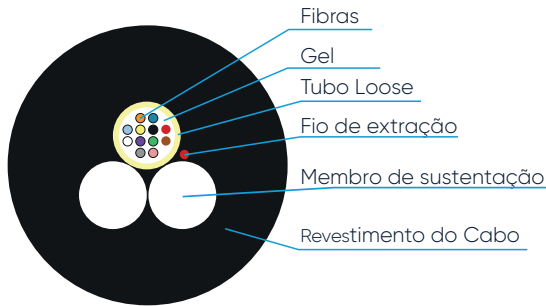 Fibras
Gel
Tubo Loose
Fio de extração
Membro de sustentação
Revestimento do Cabo